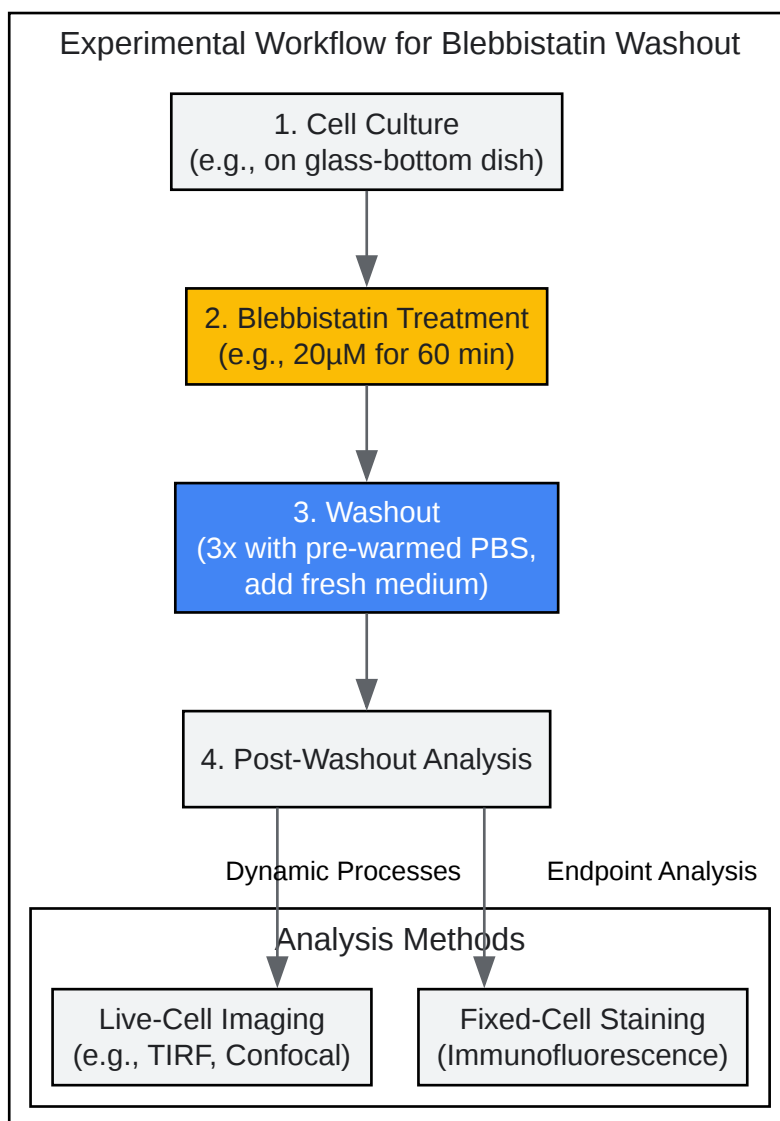 Experimental Workflow for Blebbistatin Washout
1. Cell Culture
(e.g., on glass-bottom dish)
2. Blebbistatin Treatment
(e.g., 20µM for 60 min)
3. Washout
(3x with pre-warmed PBS,
add fresh medium)
4. Post-Washout Analysis
Dynamic Processes
Endpoint Analysis
Analysis Methods
Live-Cell Imaging
(e.g., TIRF, Confocal)
Fixed-Cell Staining
(Immunofluorescence)